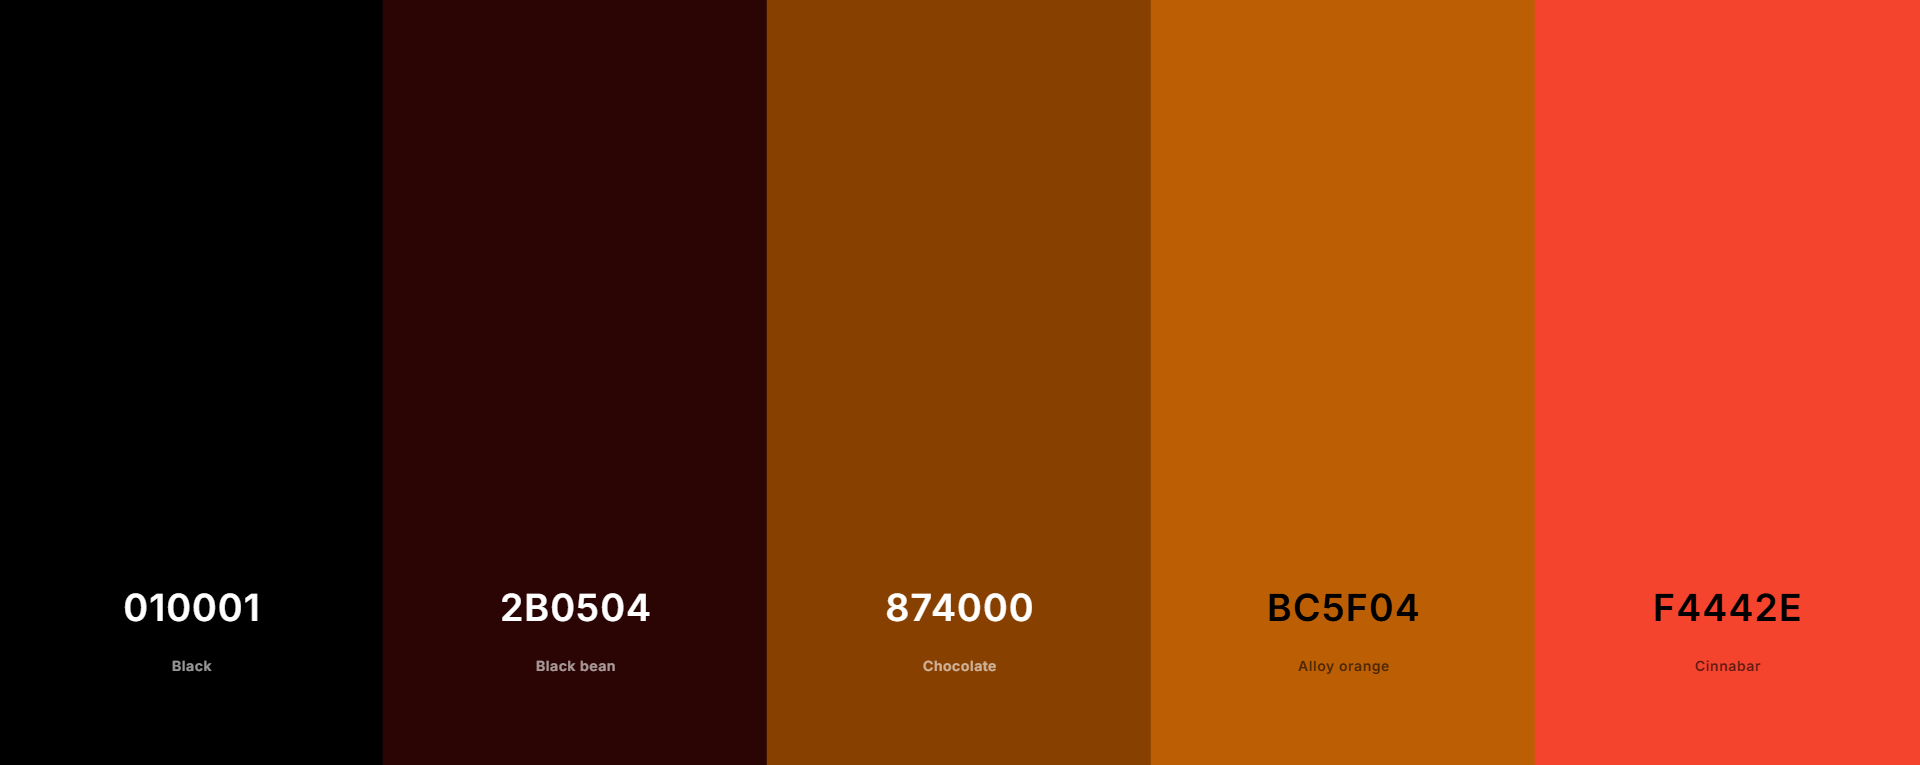 010001
Black
2B0504
Black bean
874000
Chocolate
BC5F04
Alloy orange
F4442E
Cinnabar